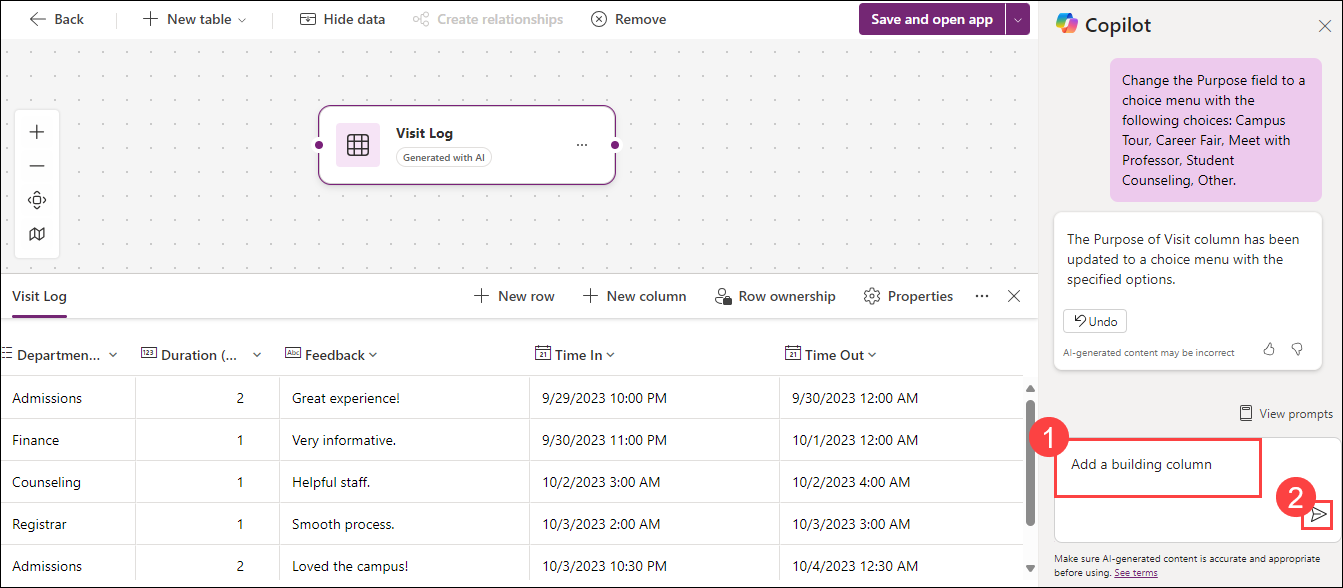 Back
New table
Hide data
Create relationships
Remove
Save and open app
Copilot
Change the Purpose field to a
choice menu with the
following choices: Campus
Tour, Career Fair, Meet with
Professor, Student
Counseling, Other.
Visit Log
Generated with AI
...
The Purpose of Visit column has been
updated to a choice menu with the
specified options.
Undo
AI-generated content may be incorrect
Visit Log
New row
New column
Row ownership
Properties
...
Departmen... 123 Duration (... Abc Feedback 21 Time In 21 Time Out
Admissions 2 Great experience! 9/29/2023 10:00 PM 9/30/2023 12:00 AM
Finance 1 Very informative. 9/30/2023 11:00 PM 10/1/2023 12:00 AM
Counseling 1 Helpful staff. 10/2/2023 3:00 AM 10/2/2023 4:00 AM
Registrar 1 Smooth process. 10/3/2023 2:00 AM 10/3/2023 3:00 AM
Admissions 2 Loved the campus! 10/3/2023 10:30 PM 10/4/2023 12:30 AM
View prompts
1
Add a building column
2
Make sure AI-generated content is accurate and appropriate
before using. See terms